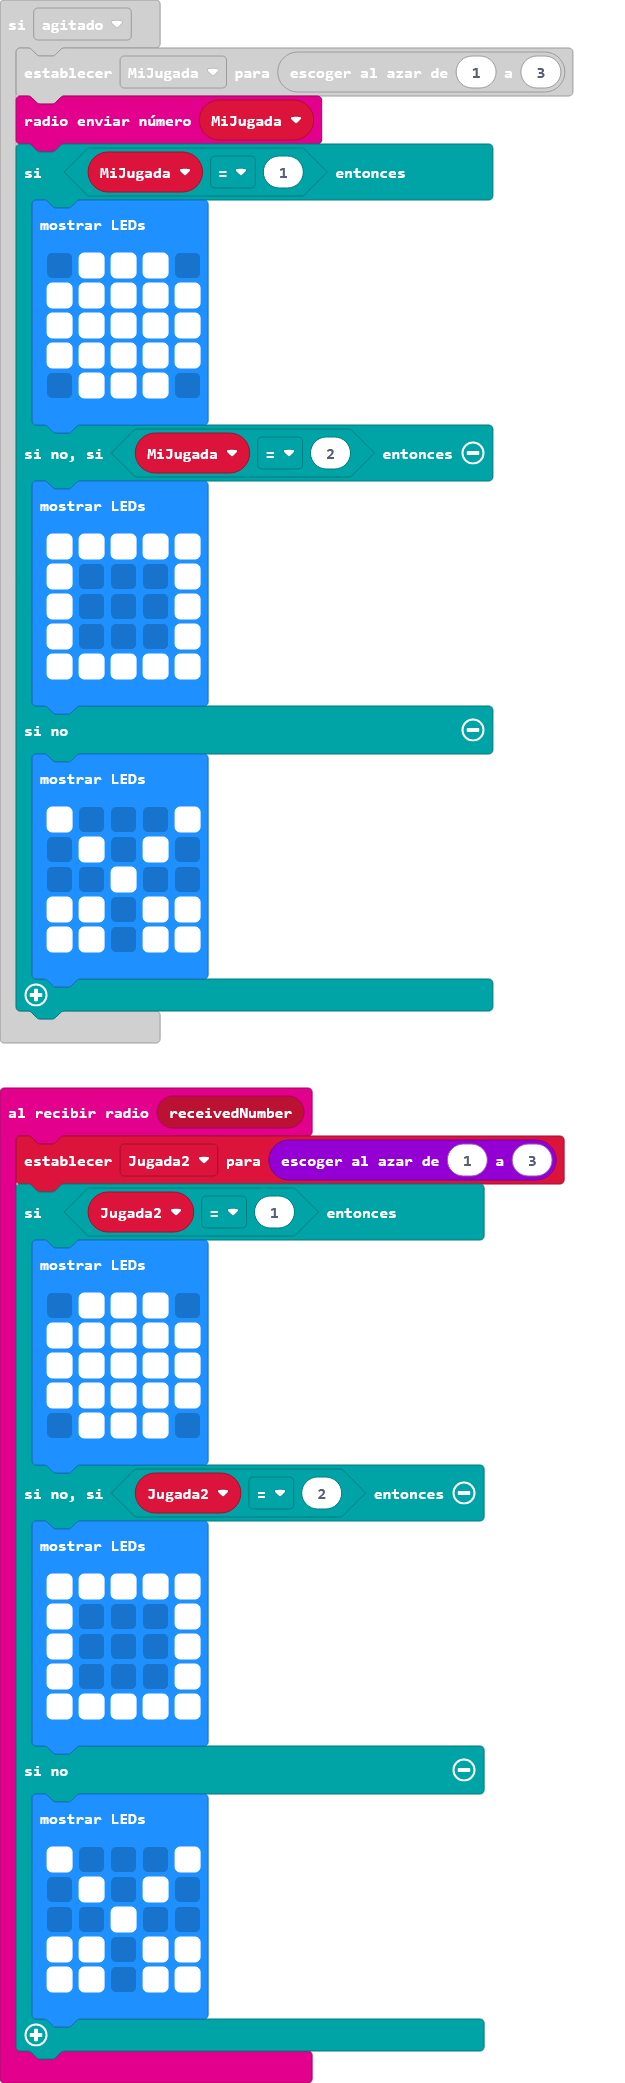 si agitado
establecer MiJugada para escoger al azar de 1 a 3
radio enviar número MiJugada
si MiJugada = 1 entonces
mostrar LEDs
si no, si MiJugada = 2 entonces
mostrar LEDs
si no
mostrar LEDs
al recibir radio receivedNumber
establecer Jugada2 para escoger al azar de 1 a 3
si Jugada2 = 1 entonces
mostrar LEDs
si no, si Jugada2 = 2 entonces
mostrar LEDs
si no
mostrar LEDs